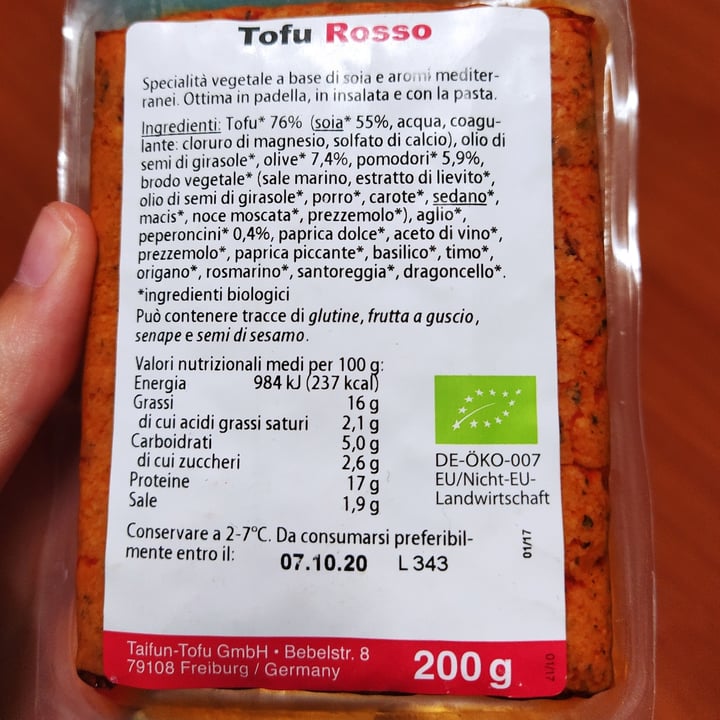 Tofu Rosso
Specialità vegetale a base di soia e aromi mediter-
ranei. Ottima in padella, in insalata e con la pasta.
Ingredienti: Tofu* 76% (soia* 55%, acqua, coagu-
lante: cloruro di magnesio, solfato di calcio), olio di
semi di girasole*, olive* 7,4%, pomodori* 5,9%,
brodo vegetale* (sale marino, estratto di lievito*,
olio di semi di girasole*, porro*, carote*, sedano*,
macis*, noce moscata*, prezzemolo*), aglio*,
peperoncini* 0,4%, paprica dolce*, aceto di vino*,
prezzemolo*, paprica piccante*, basilico*, timo*,
origano*, rosmarino*, santoreggia*, dragoncello*.
*ingredienti biologici
Può contenere tracce di glutine, frutta a guscio,
senape e semi di sesamo.
Valori nutrizionali medi per 100 g:
Energia 984 kJ (237 kcal)
Grassi 16 g
di cui acidi grassi saturi 2,1 g
Carboidrati 5,0 g
di cui zuccheri 2,6 g
Proteine 17 g
Sale 1,9 g
DE-ÖKO-007
EU/Nicht-EU-
Landwirtschaft
Conservare a 2-7°C. Da consumarsi preferibil-
mente entro il: 07.10.20 L 343
01/17
Taifun-Tofu GmbH • Bebelstr. 8
79108 Freiburg / Germany
200 g
01/17